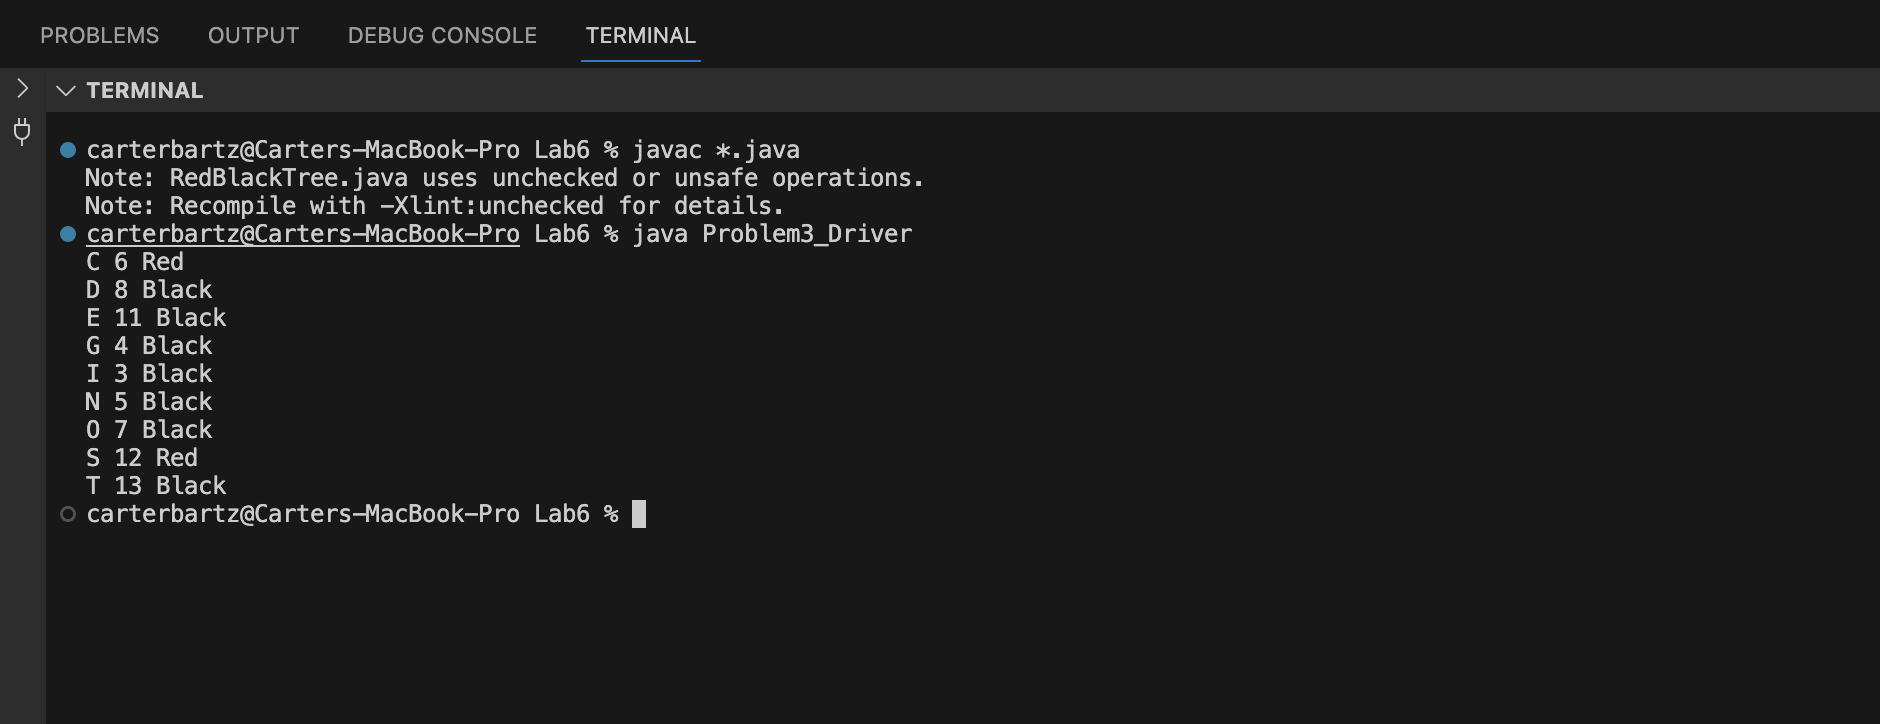 PROBLEMS OUTPUT DEBUG CONSOLE TERMINAL
TERMINAL
carterbartz@Carters-MacBook-Pro Lab6 % javac *.java
Note: RedBlackTree.java uses unchecked or unsafe operations.
Note: Recompile with -Xlint:unchecked for details.
carterbartz@Carters-MacBook-Pro Lab6 % java Problem3_Driver
C 6 Red
D 8 Black
E 11 Black
G 4 Black
I 3 Black
N 5 Black
O 7 Black
S 12 Red
T 13 Black
carterbartz@Carters-MacBook-Pro Lab6 %